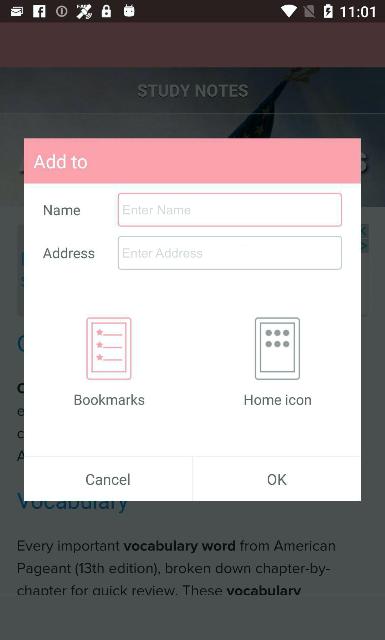 11:01
STUDY NOTES
Add to
Name
Enter Name
Address
Enter Address
Bookmarks
Home icon
Cancel
OK
Vocabulary
Every important vocabulary word from American
Pageant (13th edition), broken down chapter-by-
chapter for quick review. These vocabulary